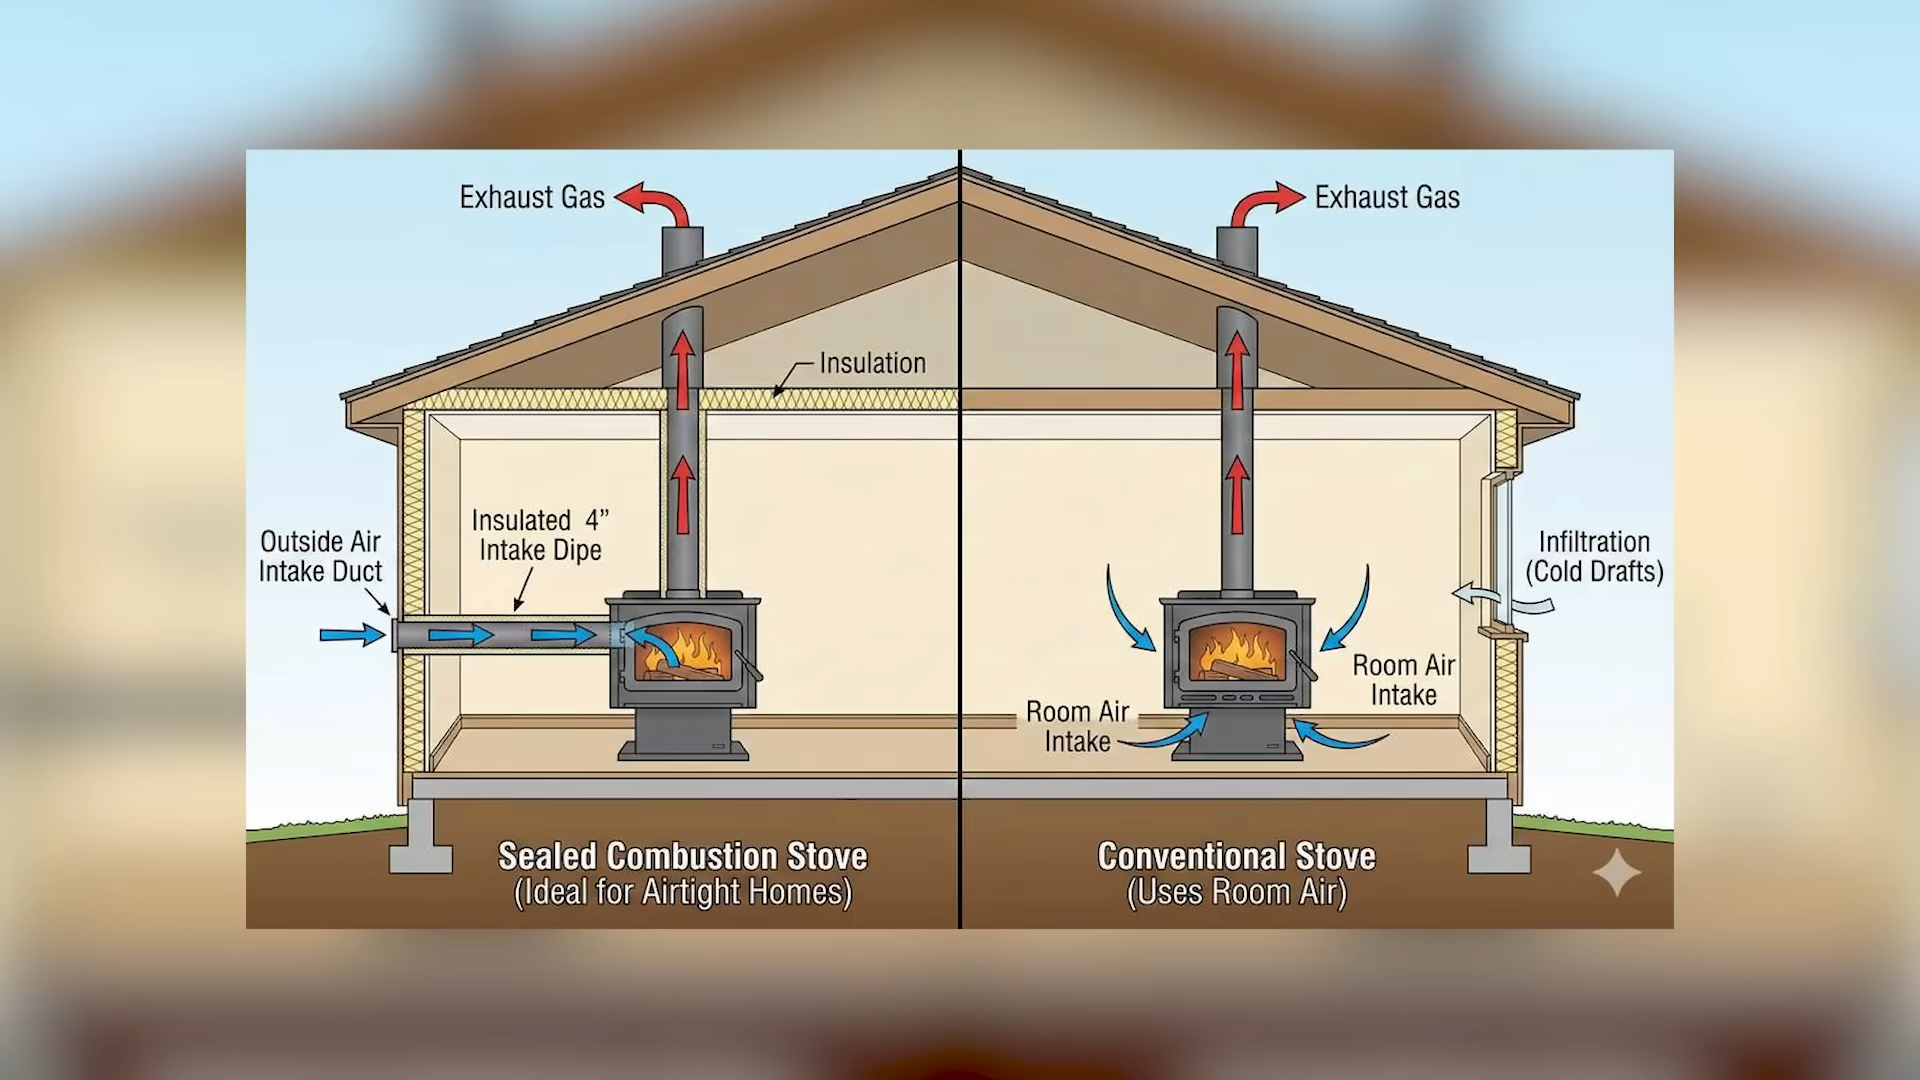 Exhaust Gas
Exhaust Gas
Insulation
Insulated 4”
Intake Dipe
Outside Air
Intake Duct
Infiltration
(Cold Drafts)
Room Air
Intake
Room Air
Intake
Sealed Combustion Stove
(Ideal for Airtight Homes)
Conventional Stove
(Uses Room Air)